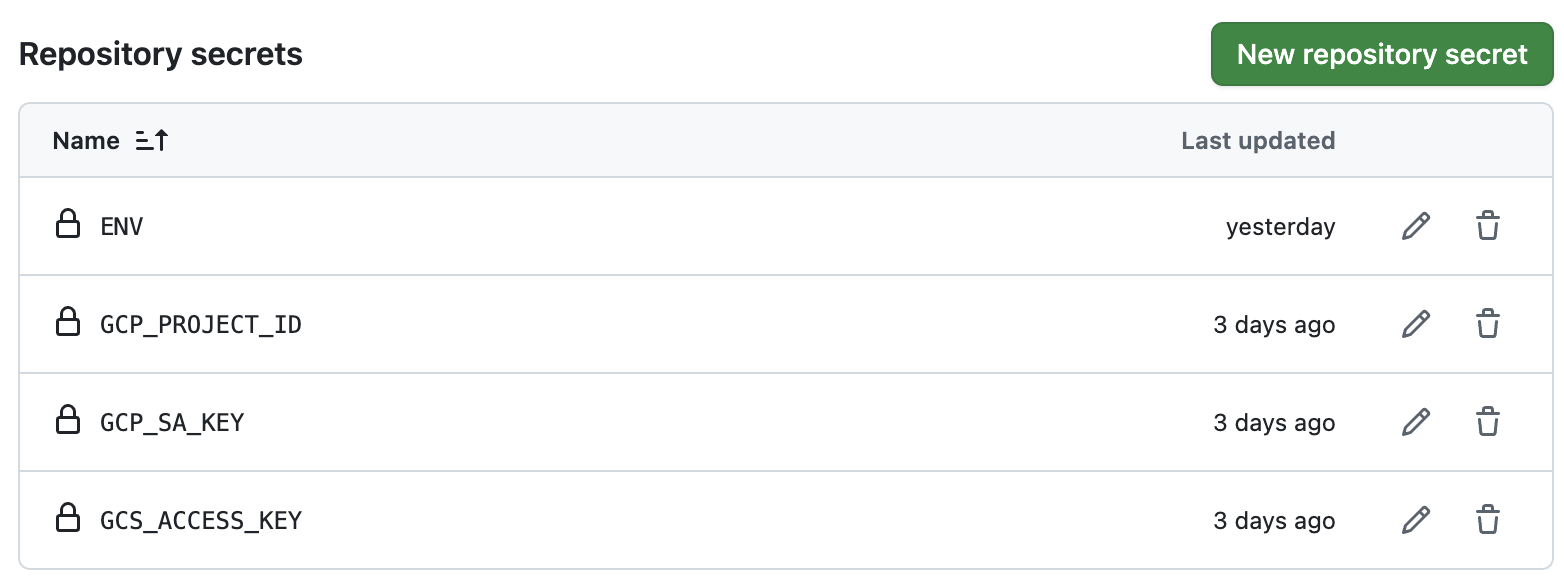 Repository secrets
New repository secret
Name
Last updated
ENV
yesterday
GCP_PROJECT_ID
3 days ago
GCP_SA_KEY
3 days ago
GCS_ACCESS_KEY
3 days ago